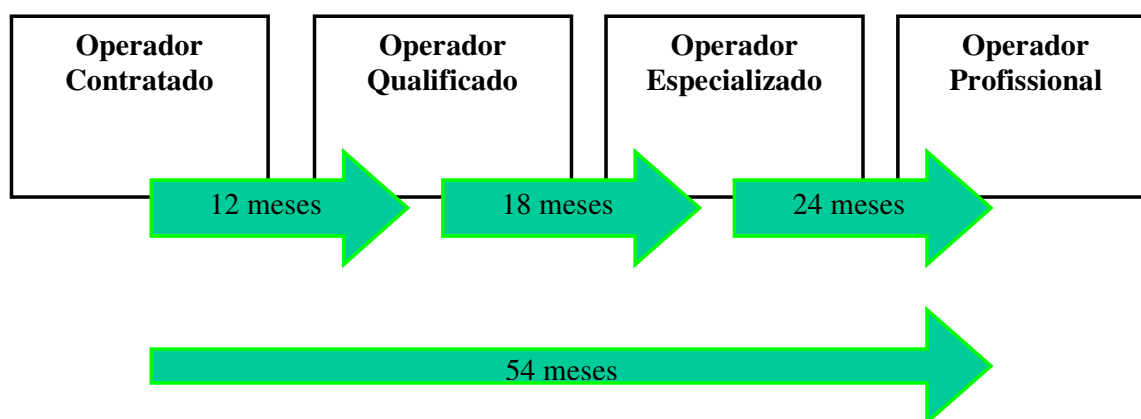 Operador
Contratado
Operador
Qualificado
Operador
Especializado
Operador
Profissional
12 meses
18 meses
24 meses
54 meses